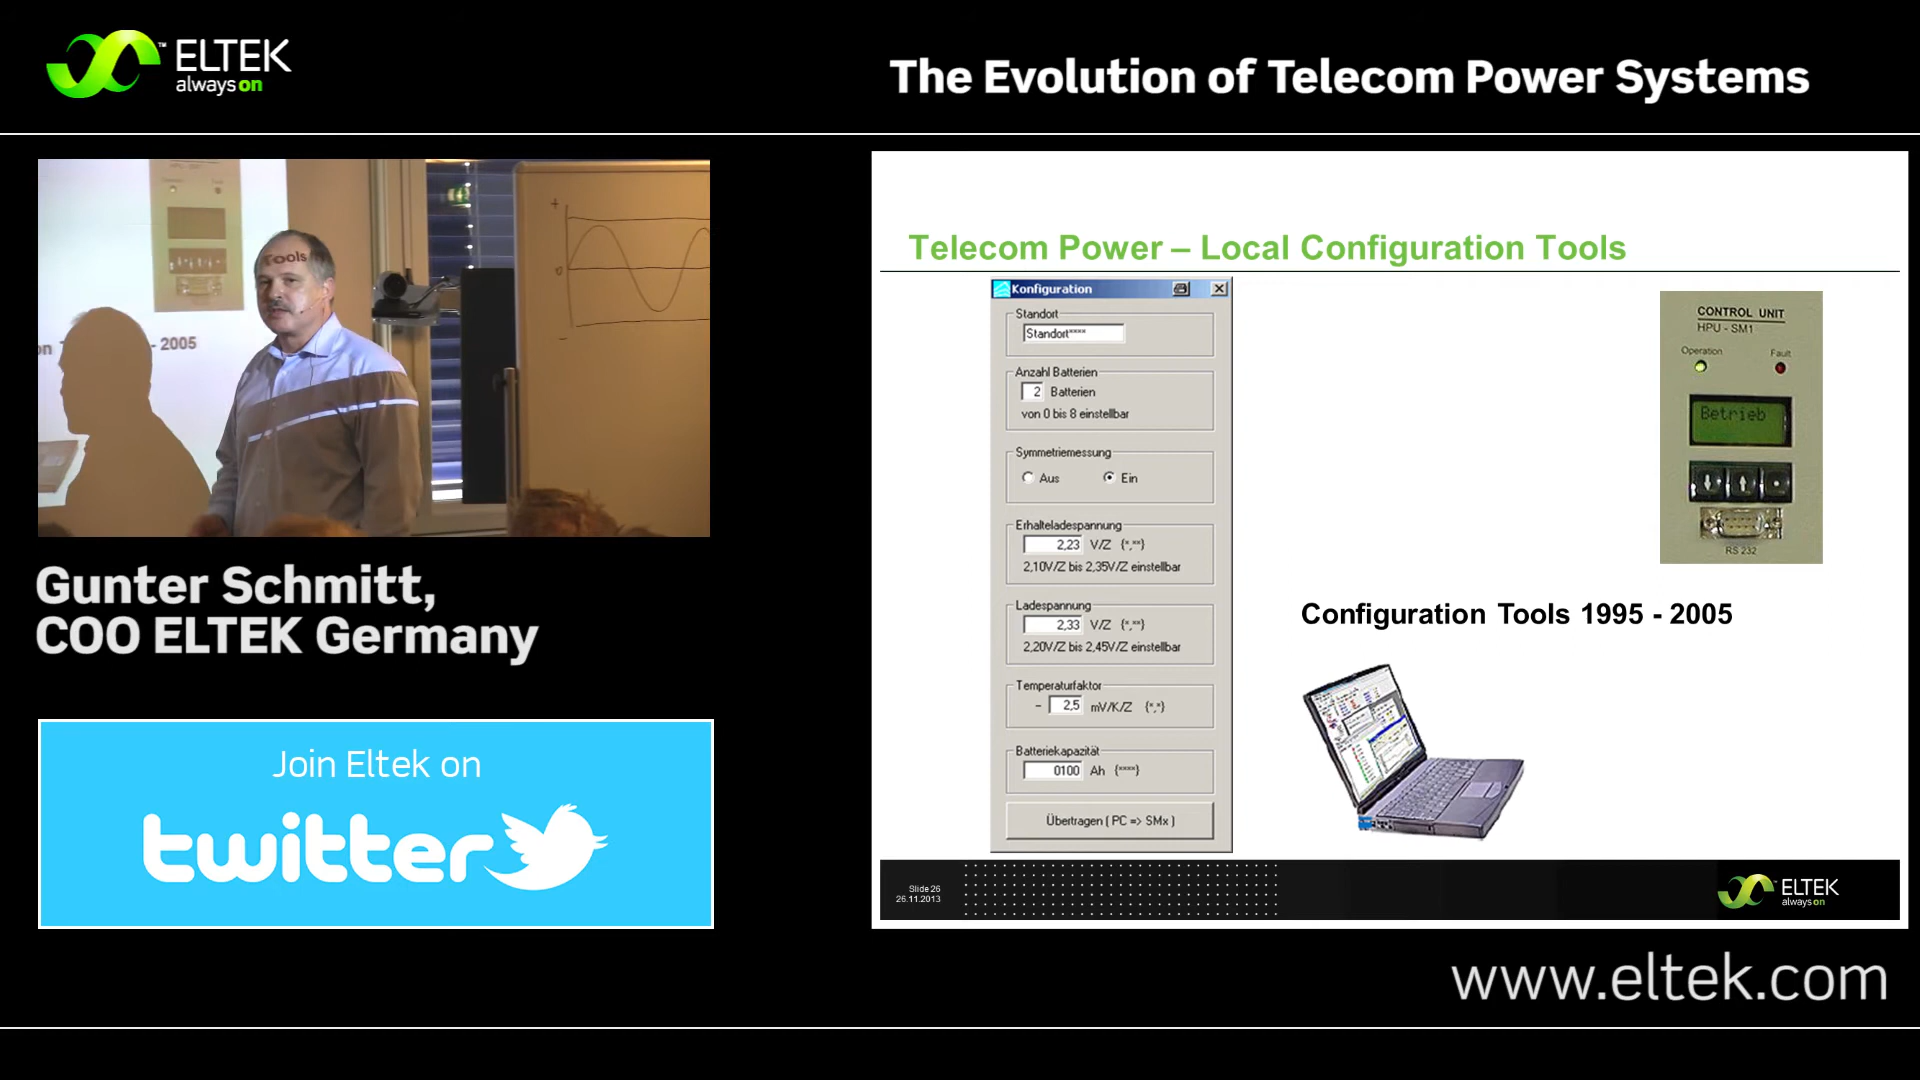 ELTEK
always on
The Evolution of Telecom Power Systems
Tools
- 2005
+
0
-
Gunter Schmitt,
COO ELTEK Germany
Join Eltek on
twitter
Telecom Power – Local Configuration Tools
Konfiguration
Standort
Standort****
Anzahl Batterien
2 Batterien
von 0 bis 8 einstellbar
Symmetriemessung
Aus Ein
Erhalteladespannung
2,23 V/Z {*,**}
2,10V/Z bis 2,35V/Z einstellbar
Ladespannung
2,33 V/Z {*,**}
2,20V/Z bis 2,45V/Z einstellbar
Temperaturfaktor
- 2,5 mV/K/Z {*,*}
Batteriekapazität
0100 Ah {****}
Übertragen ( PC => SMx )
CONTROL UNIT
HPU - SM1
Operation Fault
Betrieb
RS 232
Configuration Tools 1995 - 2005
Slide 26
26.11.2013
ELTEK
always on
www.eltek.com